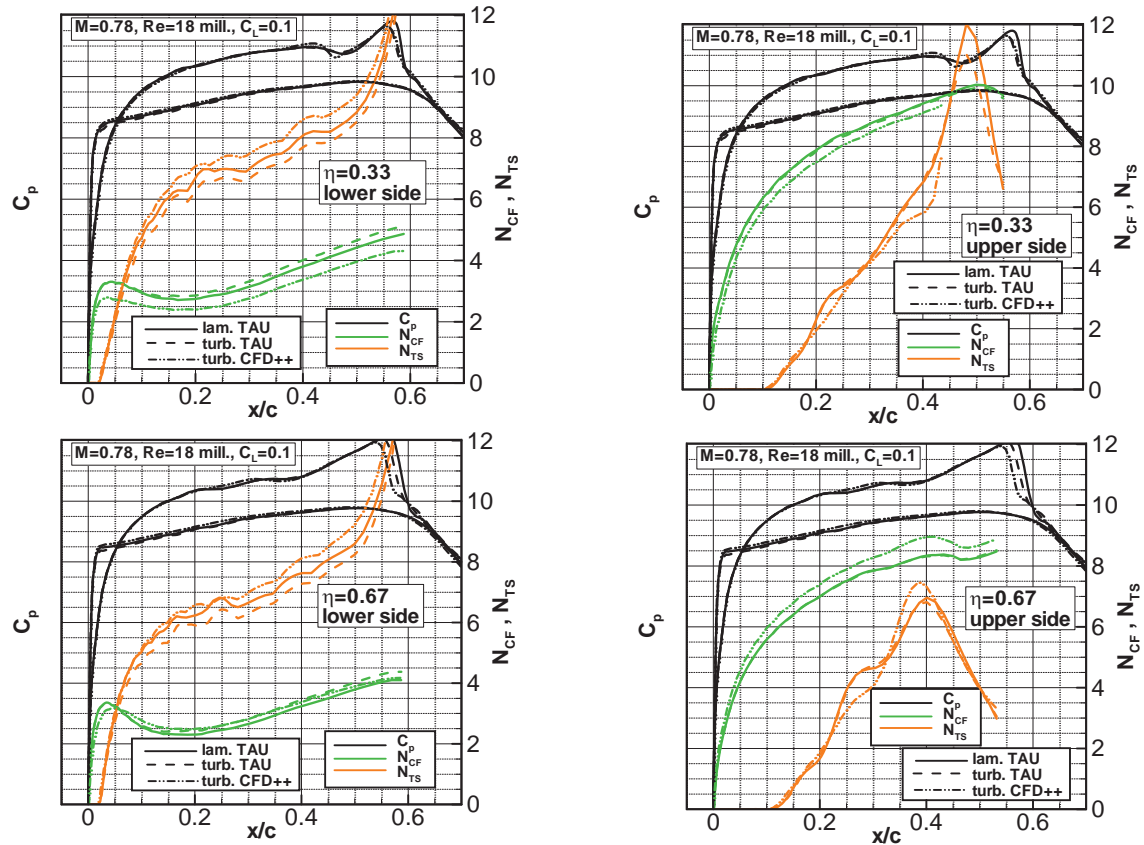 M=0.78, Re=18 mill., C_L=0.1
12
10
8
6
4
2
0
C_p
N_CF , N_TS
η=0.33
lower side
lam. TAU
turb. TAU
turb. CFD++
C_p
N_CF
N_TS
0
0.2
0.4
0.6
x/c
M=0.78, Re=18 mill., C_L=0.1
12
10
8
6
4
2
0
C_p
N_CF , N_TS
η=0.33
upper side
lam. TAU
turb. TAU
turb. CFD++
C_p
N_CF
N_TS
0
0.2
0.4
0.6
x/c
M=0.78, Re=18 mill., C_L=0.1
12
10
8
6
4
2
0
C_p
N_CF , N_TS
η=0.67
lower side
lam. TAU
turb. TAU
turb. CFD++
C_p
N_CF
N_TS
0
0.2
0.4
0.6
x/c
M=0.78, Re=18 mill., C_L=0.1
12
10
8
6
4
2
0
C_p
N_CF , N_TS
η=0.67
upper side
C_p
N_CF
N_TS
lam. TAU
turb. TAU
turb. CFD++
0
0.2
0.4
0.6
x/c